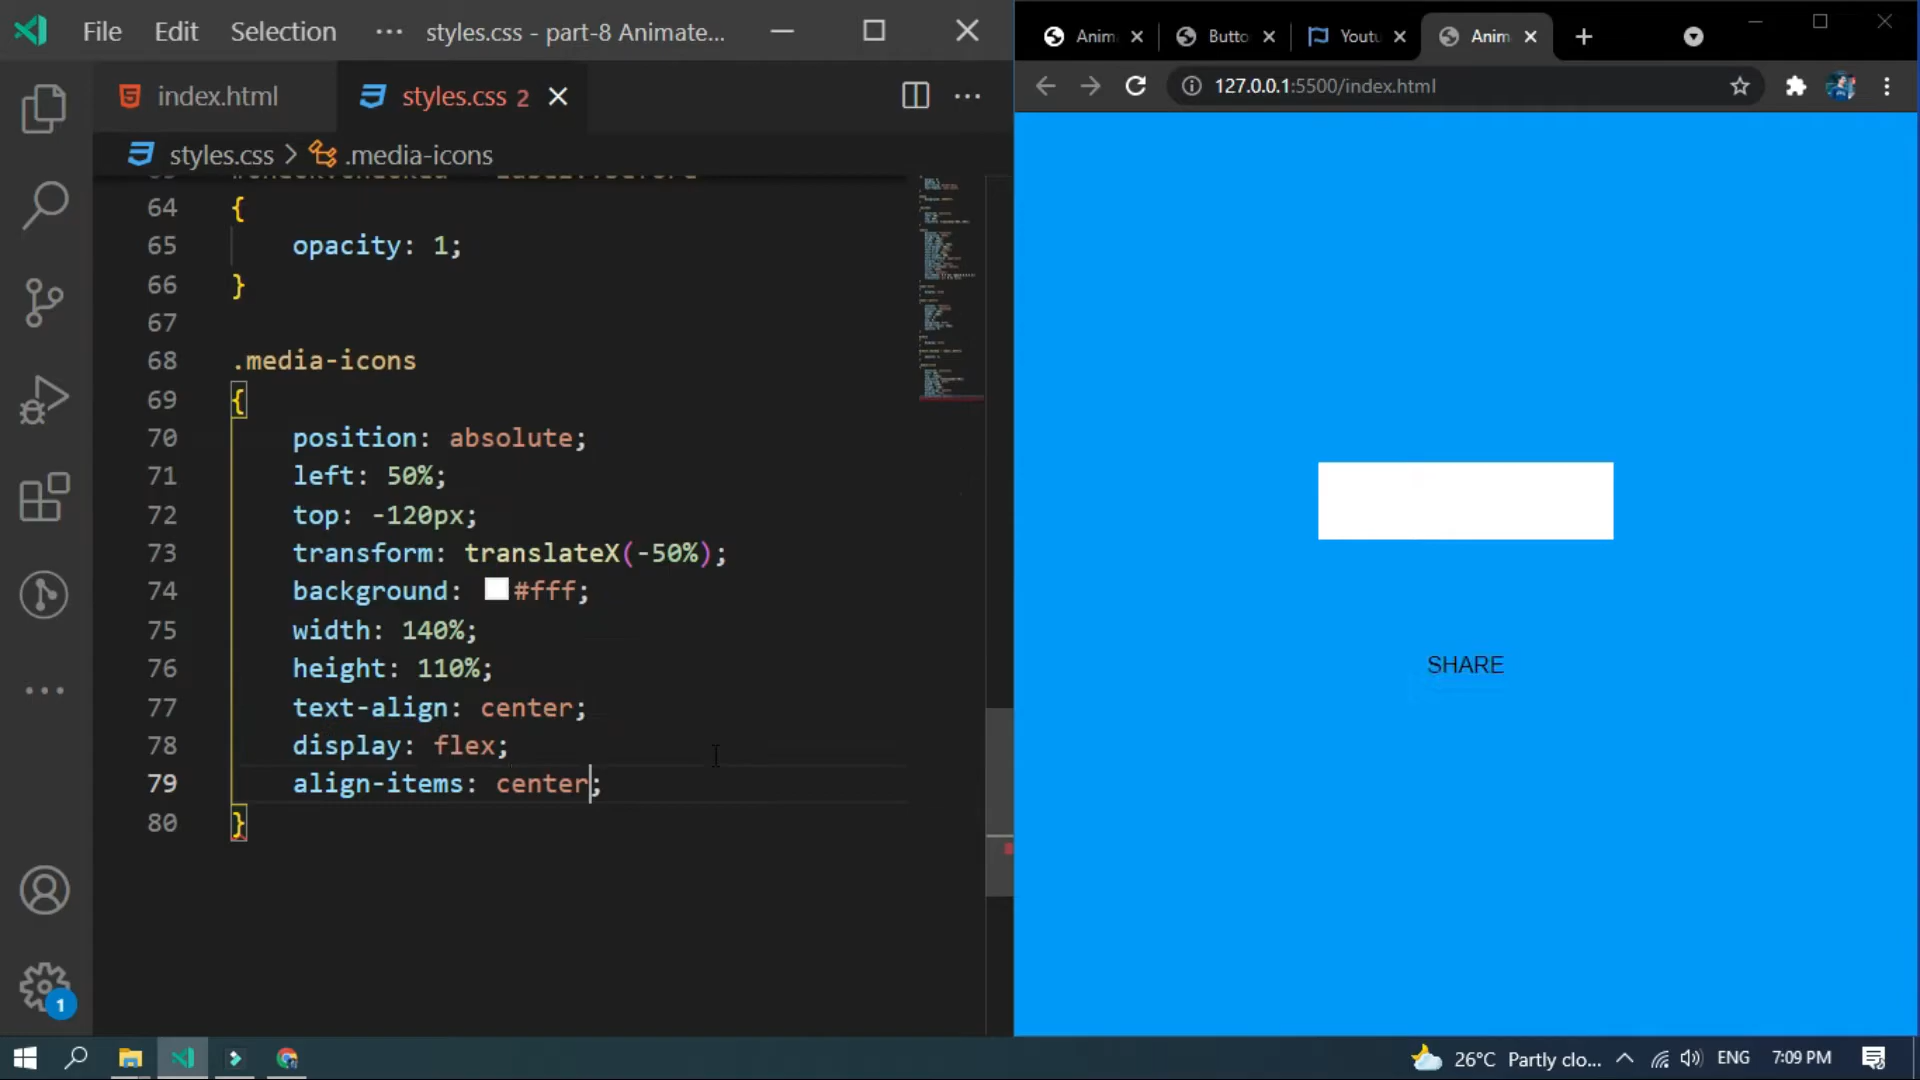 File Edit Selection ··· styles.css - part-8 Animate...
index.html styles.css 2
styles.css > .media-icons
64 {
65 opacity: 1;
66 }
67
68 .media-icons
69 {
70 position: absolute;
71 left: 50%;
72 top: -120px;
73 transform: translateX(-50%);
74 background: #fff;
75 width: 140%;
76 height: 110%;
77 text-align: center;
78 display: flex;
79 align-items: center;
80 }
1
Anim Butto Youtu Anim
127.0.0.1:5500/index.html
SHARE
26°C Partly clo... ENG 7:09 PM